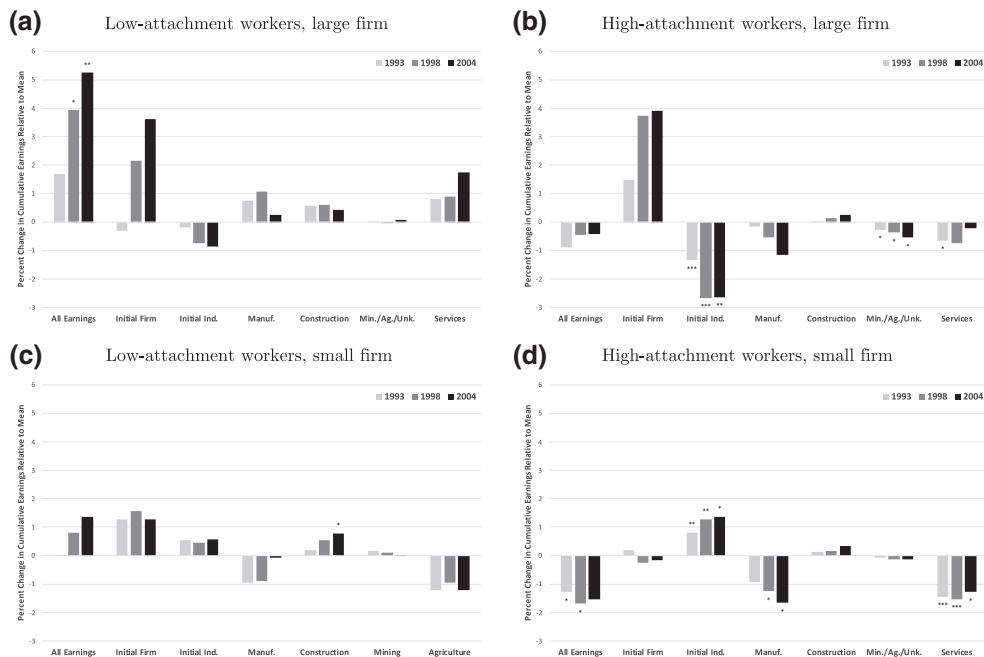 (a) Low-attachment workers, large firm
Percent Change in Cumulative Earnings Relative to Mean
1993 1998 2004
6
5
4
3
2
1
0
-1
-2
-3
* **
All Earnings Initial Firm Initial Ind. Manuf. Construction Min./Ag./Unk. Services
(b) High-attachment workers, large firm
Percent Change in Cumulative Earnings Relative to Mean
1993 1998 2004
6
5
4
3
2
1
0
-1
-2
-3
*** *** ** * * * *
All Earnings Initial Firm Initial Ind. Manuf. Construction Min./Ag./Unk. Services
(c) Low-attachment workers, small firm
Percent Change in Cumulative Earnings Relative to Mean
1993 1998 2004
6
5
4
3
2
1
0
-1
-2
-3
*
All Earnings Initial Firm Initial Ind. Manuf. Construction Mining Agriculture
(d) High-attachment workers, small firm
Percent Change in Cumulative Earnings Relative to Mean
1993 1998 2004
6
5
4
3
2
1
0
-1
-2
-3
* * ** ** * * * *** *** *
All Earnings Initial Firm Initial Ind. Manuf. Construction Min./Ag./Unk. Services